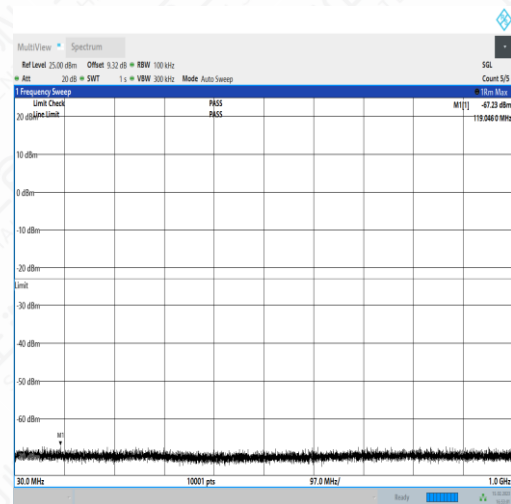 MultiView Spectrum
Ref Level 25.00 dBm Offset 9.32 dB RBW 100 kHz SGL
Att 20 dB SWT 1 s VBW 300 kHz Mode Auto Sweep Count 5/5
1 Frequency Sweep 1Rm Max
Limit Check PASS M1[1] -67.23 dBm
Line Limit PASS 119.0460 MHz
20 dBm
10 dBm
0 dBm
-10 dBm
-20 dBm
Limit
-30 dBm
-40 dBm
-50 dBm
-60 dBm
M1
30.0 MHz 10001 pts 97.0 MHz/ 1.0 GHz
Ready